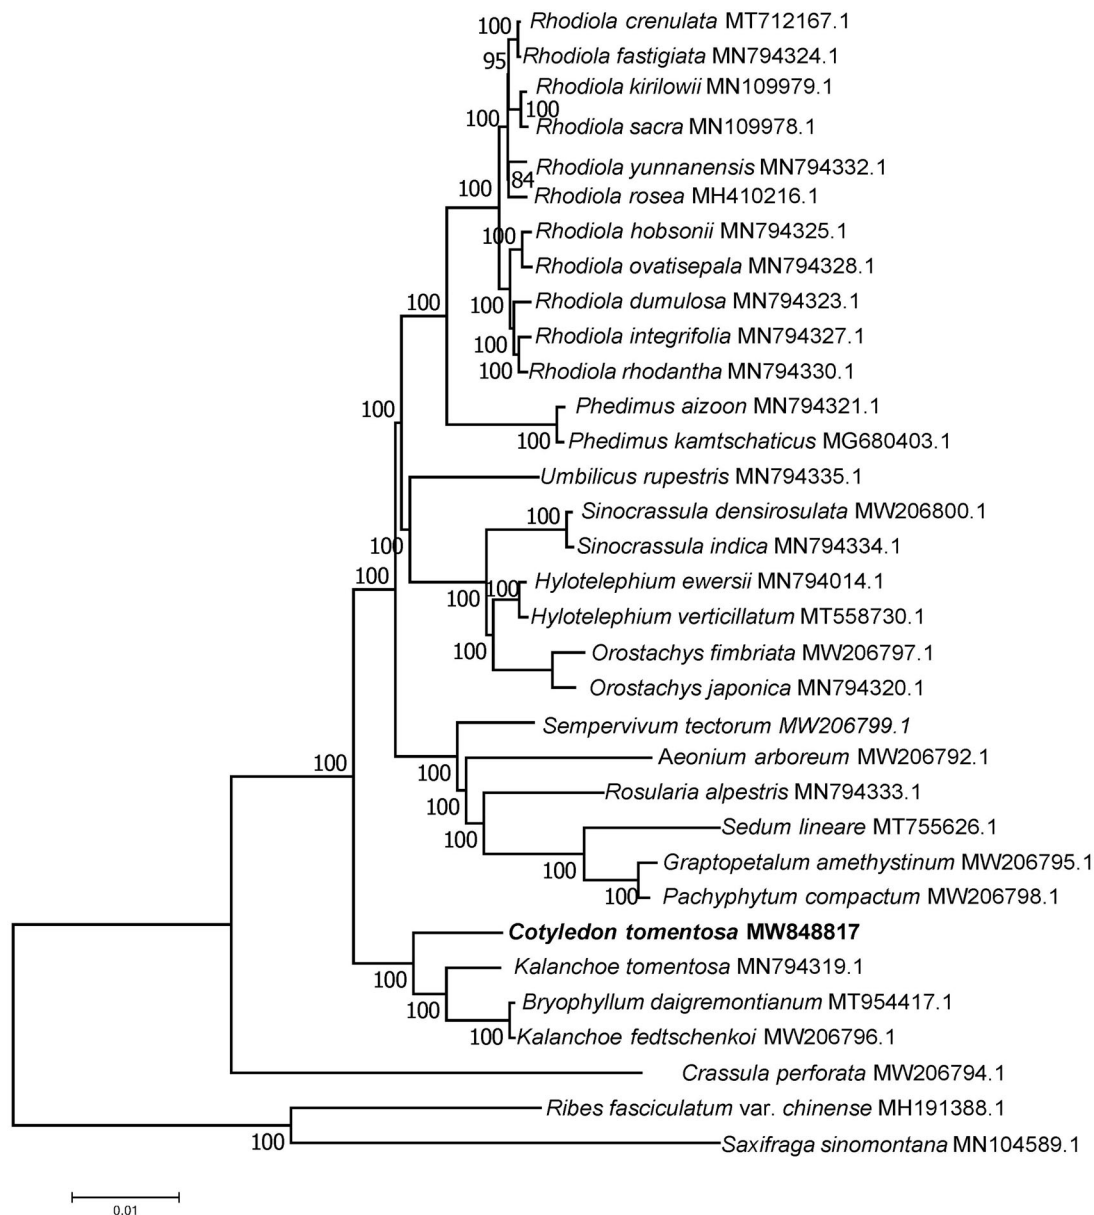 100
Rhodiola crenulata MT712167.1
95
Rhodiola fastigiata MN794324.1
Rhodiola kirilowii MN109979.1
100
100
Rhodiola sacra MN109978.1
Rhodiola yunnanensis MN794332.1
84
100
Rhodiola rosea MH410216.1
Rhodiola hobsonii MN794325.1
100
Rhodiola ovatisepala MN794328.1
100
100
Rhodiola dumulosa MN794323.1
Rhodiola integrifolia MN794327.1
100
100
Rhodiola rhodantha MN794330.1
100
Phedimus aizoon MN794321.1
100
Phedimus kamtschaticus MG680403.1
Umbilicus rupestris MN794335.1
100
Sinocrassula densirosulata MW206800.1
100
Sinocrassula indica MN794334.1
100
100
Hylotelephium ewersii MN794014.1
100
Hylotelephium verticillatum MT558730.1
100
Orostachys fimbriata MW206797.1
Orostachys japonica MN794320.1
Sempervivum tectorum MW206799.1
100
100
Aeonium arboreum MW206792.1
100
Rosularia alpestris MN794333.1
100
Sedum lineare MT755626.1
100
Graptopetalum amethystinum MW206795.1
100
Pachyphytum compactum MW206798.1
Cotyledon tomentosa MW848817
100
Kalanchoe tomentosa MN794319.1
100
Bryophyllum daigremontianum MT954417.1
100
Kalanchoe fedtschenkoi MW206796.1
Crassula perforata MW206794.1
Ribes fasciculatum var. chinense MH191388.1
100
Saxifraga sinomontana MN104589.1
0.01